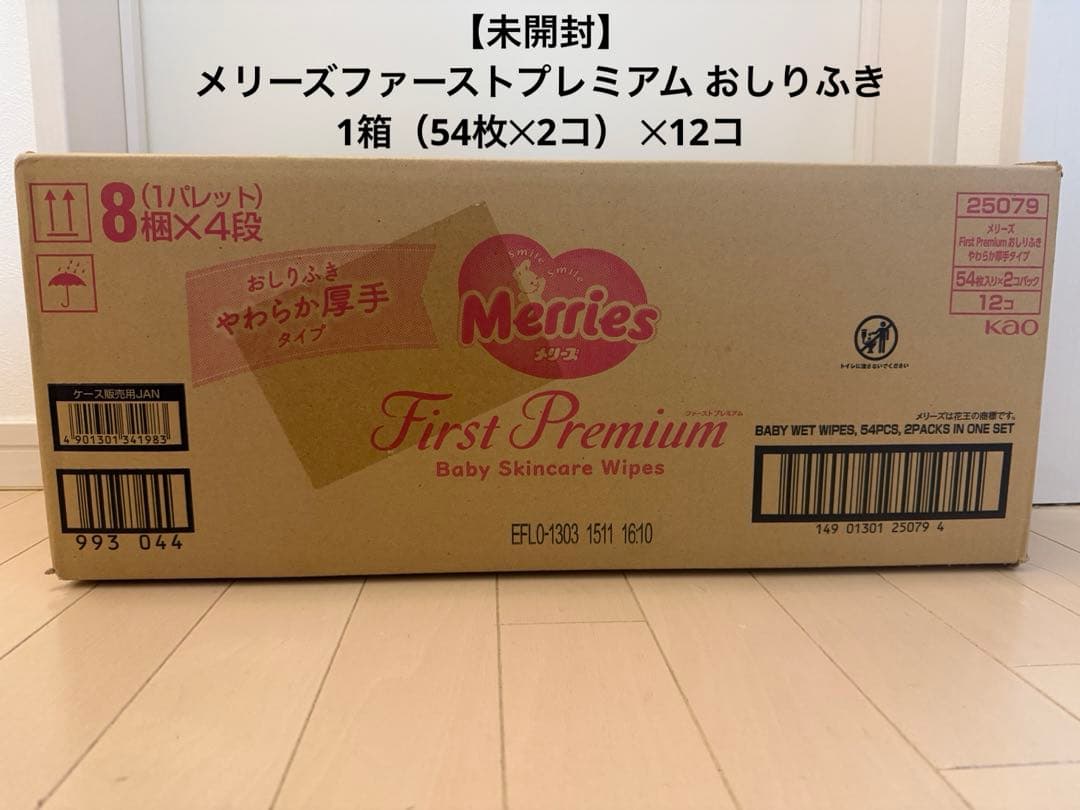 【未開封】
メリーズファーストプレミアム おしりふき
1箱（54枚×2コ）×12コ
(1パレット)
8梱×4段
おしりふき
やわらか厚手
タイプ
Smile Smile
Merries
メリーズ
ファーストプレミアム
First Premium
Baby Skincare Wipes
25079
メリーズ
First Premium おしりふき
やわらか厚手タイプ
54枚入り×2コパック
12コ
Kao
トイレに流さないでください
ケース販売用JAN
4 901301 341983
993 044
メリーズは花王の商標です。
BABY WET WIPES, 54PCS, 2PACKS IN ONE SET
149 01301 25079 4
EFL0-1303 1511 16:10